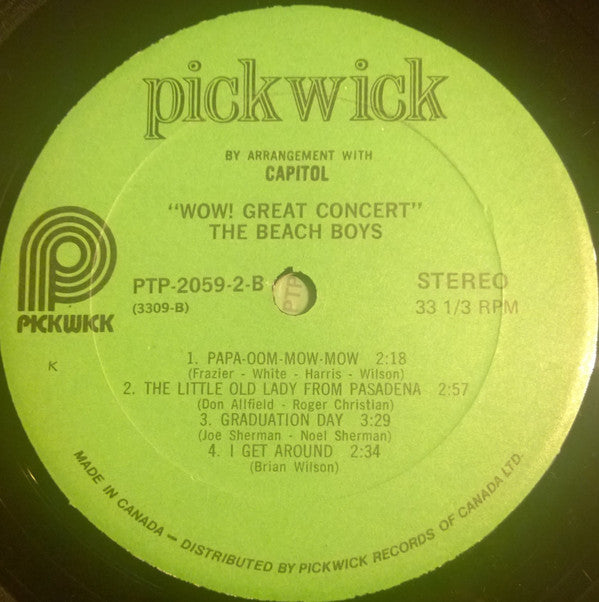 pickwick
BY ARRANGEMENT WITH
CAPITOL
"WOW! GREAT CONCERT"
THE BEACH BOYS
PICKWICK
PTP-2059-2-B
(3309-B)
STEREO
33 1/3 RPM
PTP
K
1. PAPA-OOM-MOW-MOW 2:18
(Frazier - White - Harris - Wilson)
2. THE LITTLE OLD LADY FROM PASADENA 2:57
(Don Allfield - Roger Christian)
3. GRADUATION DAY 3:29
(Joe Sherman - Noel Sherman)
4. I GET AROUND 2:34
(Brian Wilson)
MADE IN CANADA – DISTRIBUTED BY PICKWICK RECORDS OF CANADA LTD.